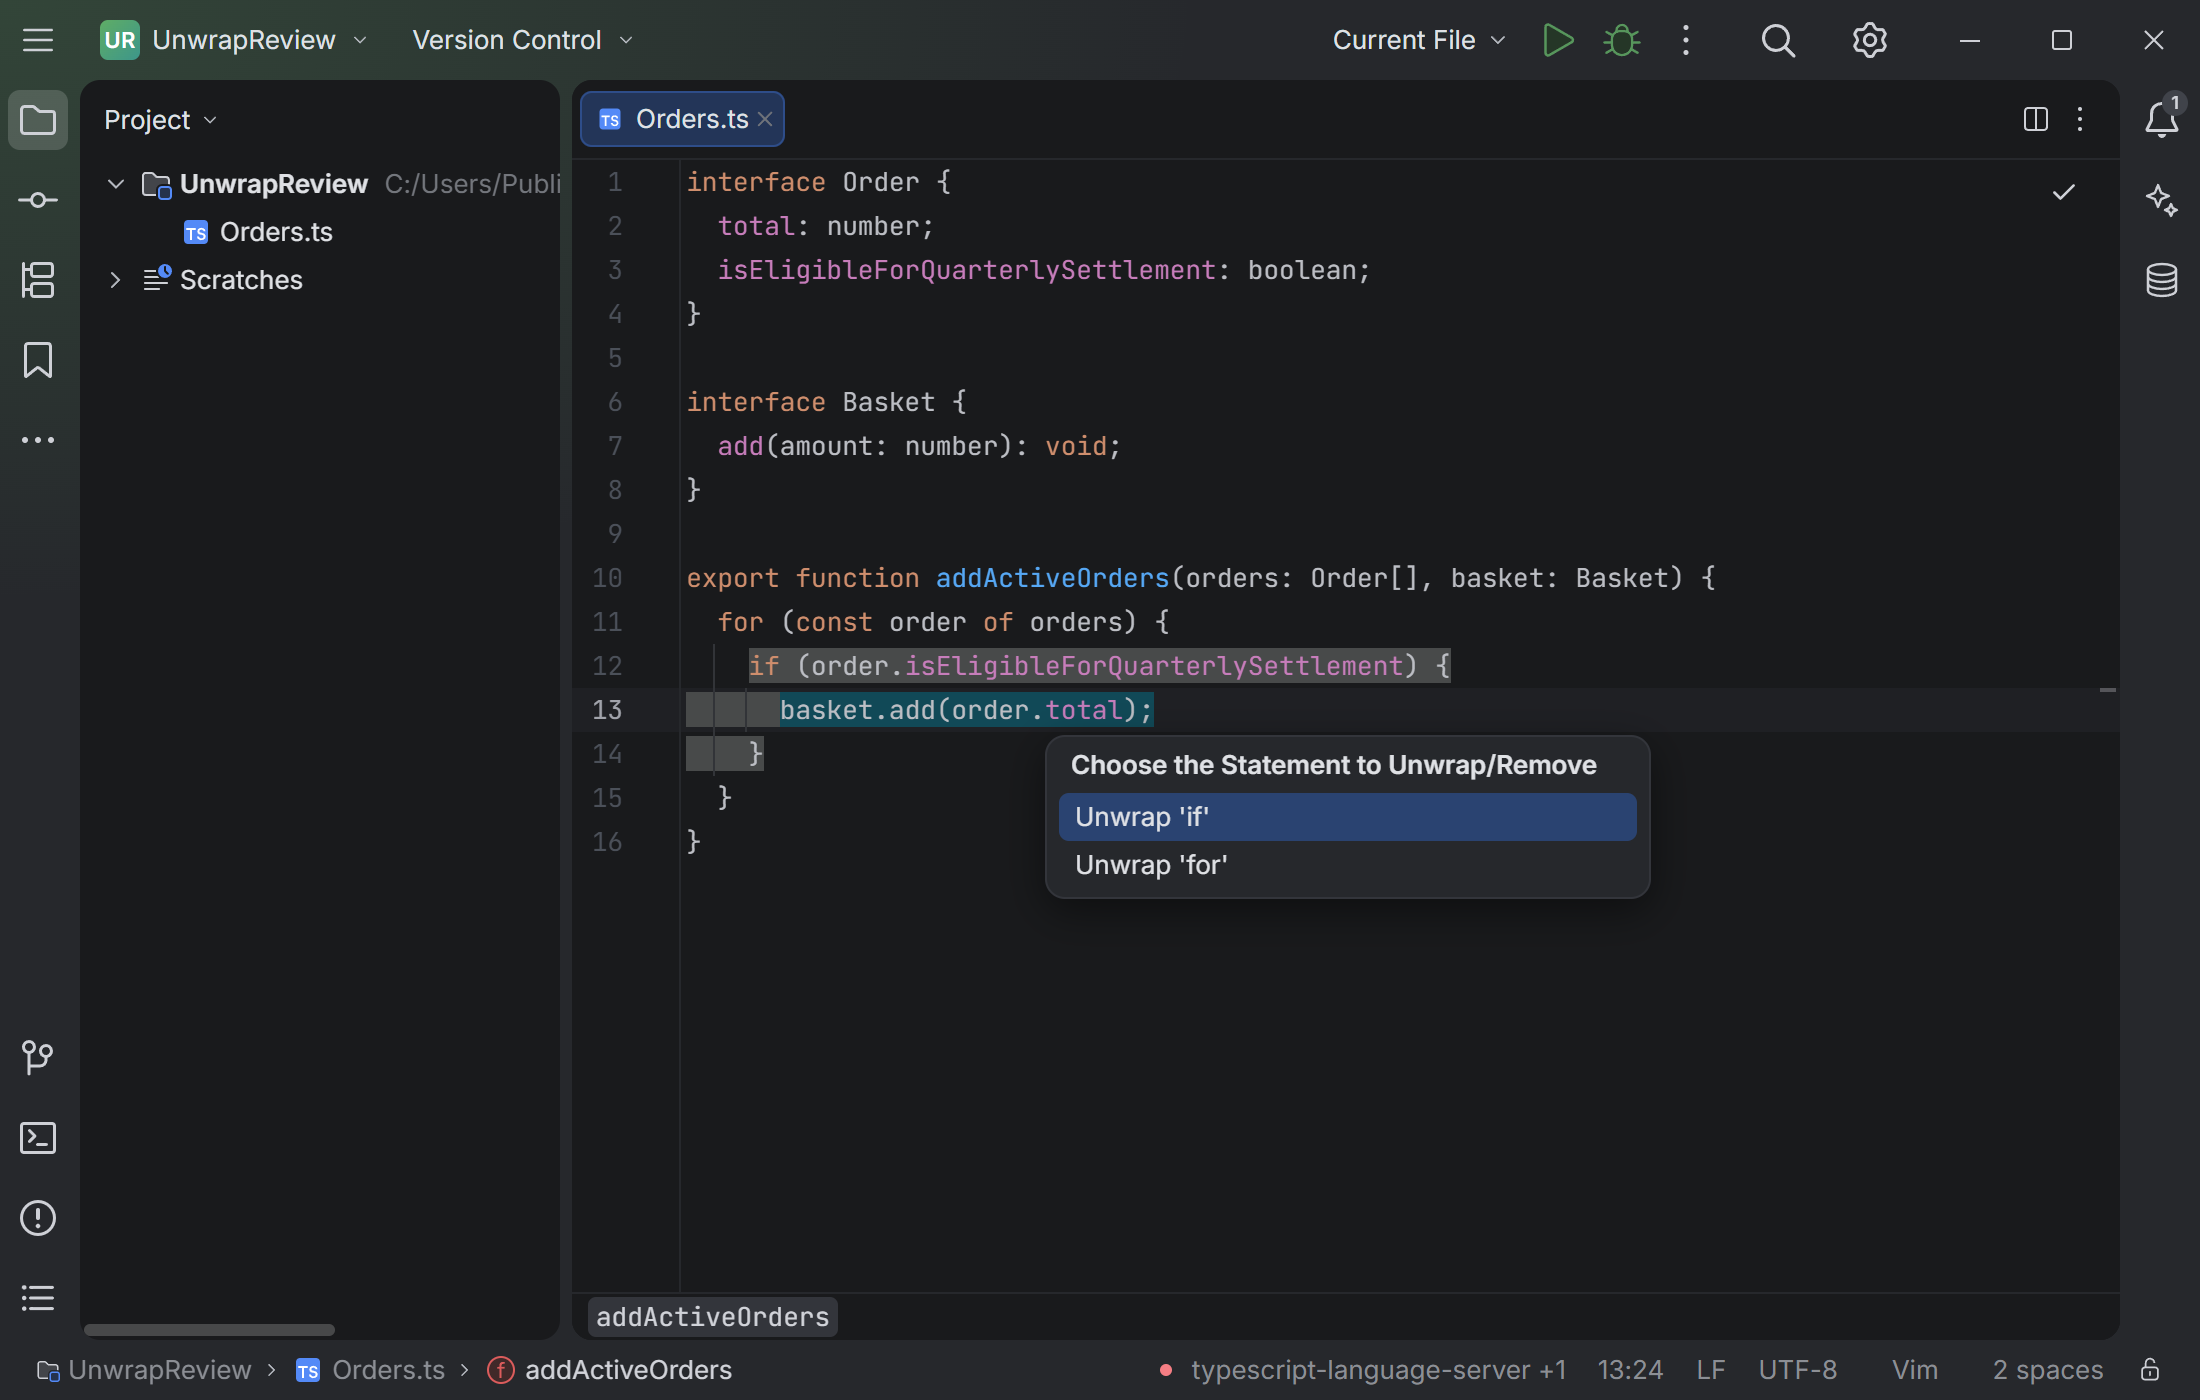 UR UnwrapReview Version Control Current File
Project
UnwrapReview C:/Users/Publi
TS Orders.ts
Scratches
TS Orders.ts
1
1 interface Order {
2 total: number;
3 isEligibleForQuarterlySettlement: boolean;
4 }
5
6 interface Basket {
7 add(amount: number): void;
8 }
9
10 export function addActiveOrders(orders: Order[], basket: Basket) {
11 for (const order of orders) {
12 if (order.isEligibleForQuarterlySettlement) {
13 basket.add(order.total);
14 }
15 }
16 }
Choose the Statement to Unwrap/Remove
Unwrap 'if'
Unwrap 'for'
addActiveOrders
UnwrapReview TS Orders.ts f addActiveOrders typescript-language-server +1 13:24 LF UTF-8 Vim 2 spaces